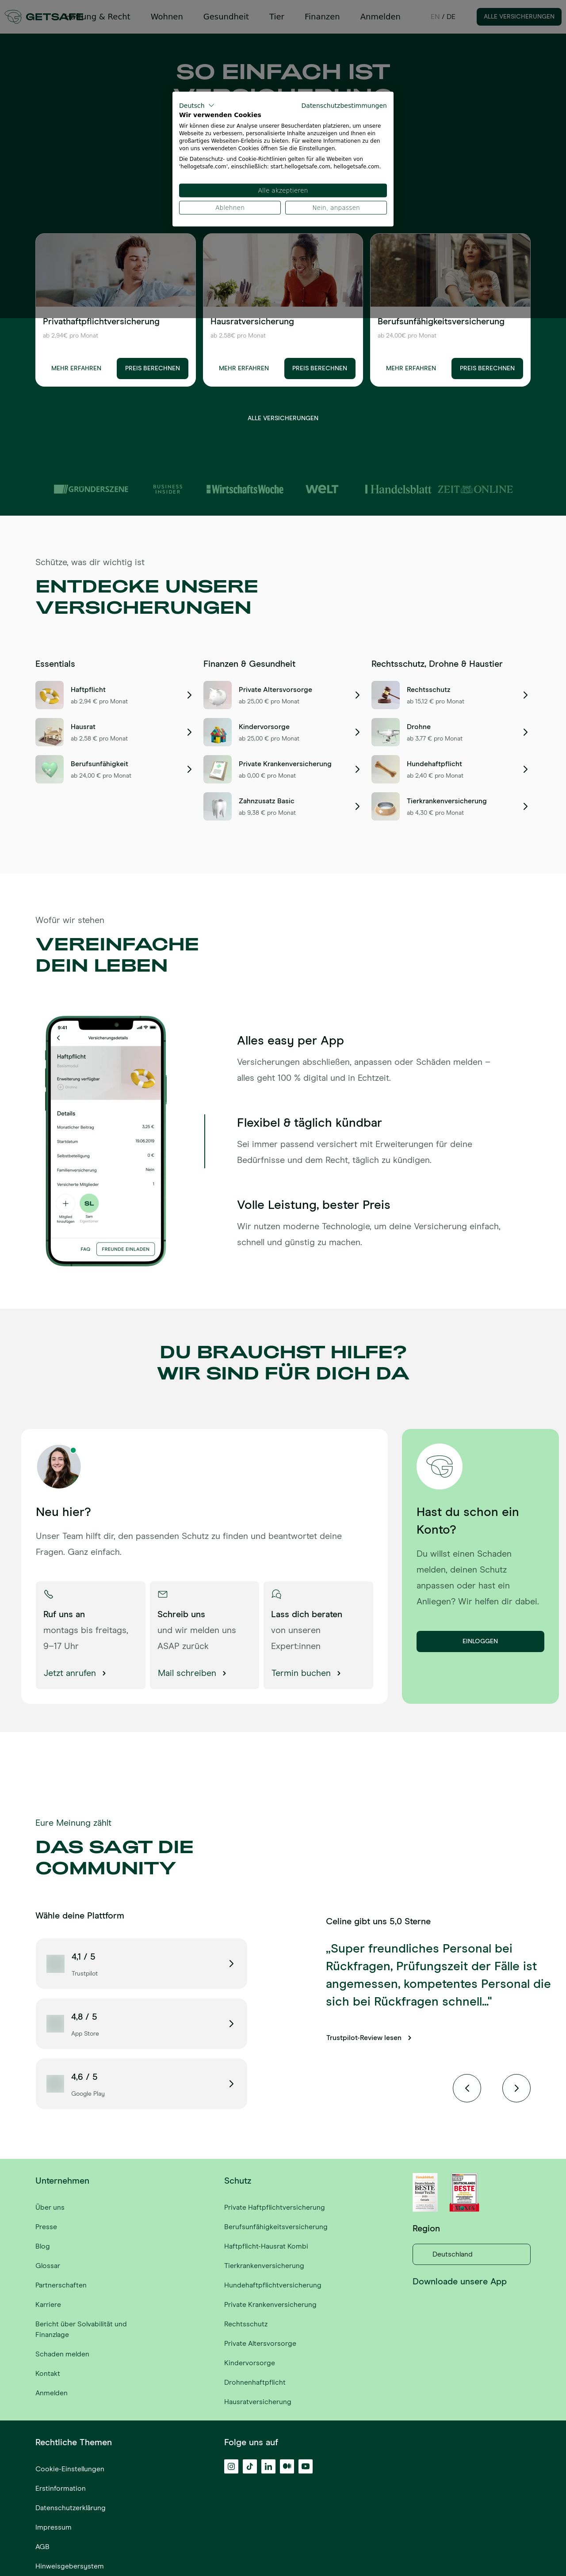 GETSAFE
Haftung & Recht
Wohnen
Gesundheit
Tier
Finanzen
Anmelden
EN / DE
ALLE VERSICHERUNGEN
SO EINFACH IST
Deutsch
Datenschutzbestimmungen
Wir verwenden Cookies
Wir können diese zur Analyse unserer Besucherdaten platzieren, um unsere
Webseite zu verbessern, personalisierte Inhalte anzuzeigen und Ihnen ein
großartiges Webseiten-Erlebnis zu bieten. Für weitere Informationen zu den
von uns verwendeten Cookies öffnen Sie die Einstellungen.
Die Datenschutz- und Cookie-Richtlinien gelten für alle Webeiten von
'hellogetsafe.com', einschließlich: start.hellogetsafe.com, hellogetsafe.com.
Alle akzeptieren
Ablehnen
Nein, anpassen
Privathaftpflichtversicherung
ab 2,94€ pro Monat
MEHR ERFAHREN
PREIS BERECHNEN
Hausratversicherung
ab 2,58€ pro Monat
MEHR ERFAHREN
PREIS BERECHNEN
Berufsunfähigkeitsversicherung
ab 24,00€ pro Monat
MEHR ERFAHREN
PREIS BERECHNEN
ALLE VERSICHERUNGEN
GRÜNDERSZENE
BUSINESS
INSIDER
WirtschaftsWoche
WELT
Handelsblatt
ZEIT ONLINE
Schütze, was dir wichtig ist
ENTDECKE UNSERE
VERSICHERUNGEN
Essentials
Haftpflicht
ab 2,94 € pro Monat
Hausrat
ab 2,58 € pro Monat
Berufsunfähigkeit
ab 24,00 € pro Monat
Finanzen & Gesundheit
Private Altersvorsorge
ab 25,00 € pro Monat
Kindervorsorge
ab 25,00 € pro Monat
Private Krankenversicherung
ab 0,00 € pro Monat
Zahnzusatz Basic
ab 9,38 € pro Monat
Rechtsschutz, Drohne & Haustier
Rechtsschutz
ab 15,12 € pro Monat
Drohne
ab 3,77 € pro Monat
Hundehaftpflicht
ab 2,40 € pro Monat
Tierkrankenversicherung
ab 4,30 € pro Monat
Wofür wir stehen
VEREINFACHE
DEIN LEBEN
9:41
Versicherungsdetails
Haftpflicht
Erweiterung verfügbar
Details
Monatlicher Beitrag
3,25 €
Startdatum
19.06.2019
Selbstbeteiligung
0 €
Familienversicherung
Nein
Versicherte Mitglieder
1
SL
Mitglied
hinzufügen
Sam
FAQ
FREUNDE EINLADEN
Alles easy per App
Versicherungen abschließen, anpassen oder Schäden melden –
alles geht 100 % digital und in Echtzeit.
Flexibel & täglich kündbar
Sei immer passend versichert mit Erweiterungen für deine
Bedürfnisse und dem Recht, täglich zu kündigen.
Volle Leistung, bester Preis
Wir nutzen moderne Technologie, um deine Versicherung einfach,
schnell und günstig zu machen.
DU BRAUCHST HILFE?
WIR SIND FÜR DICH DA
Neu hier?
Unser Team hilft dir, den passenden Schutz zu finden und beantwortet deine
Fragen. Ganz einfach.
Ruf uns an
montags bis freitags,
9–17 Uhr
Jetzt anrufen
Schreib uns
und wir melden uns
ASAP zurück
Mail schreiben
Lass dich beraten
von unseren
Expert:innen
Termin buchen
Hast du schon ein
Konto?
Du willst einen Schaden
melden, deinen Schutz
anpassen oder hast ein
Anliegen? Wir helfen dir dabei.
EINLOGGEN
Eure Meinung zählt
DAS SAGT DIE
COMMUNITY
Wähle deine Plattform
4,1 / 5
Trustpilot
4,8 / 5
App Store
4,6 / 5
Google Play
Celine gibt uns 5,0 Sterne
„Super freundliches Personal bei
Rückfragen, Prüfungszeit der Fälle ist
angemessen, kompetentes Personal die
sich bei Rückfragen schnell..."
Trustpilot-Review lesen
Unternehmen
Über uns
Presse
Blog
Glossar
Partnerschaften
Karriere
Bericht über Solvabilität und
Finanzlage
Schaden melden
Kontakt
Anmelden
Schutz
Private Haftpflichtversicherung
Berufsunfähigkeitsversicherung
Haftpflicht-Hausrat Kombi
Tierkrankenversicherung
Hundehaftpflichtversicherung
Private Krankenversicherung
Rechtsschutz
Private Altersvorsorge
Kindervorsorge
Drohnenhaftpflicht
Hausratversicherung
BESTE
BESTE
Region
Deutschland
Downloade unsere App
Rechtliche Themen
Cookie-Einstellungen
Erstinformation
Datenschutzerklärung
Impressum
AGB
Hinweisgebersystem
Folge uns auf